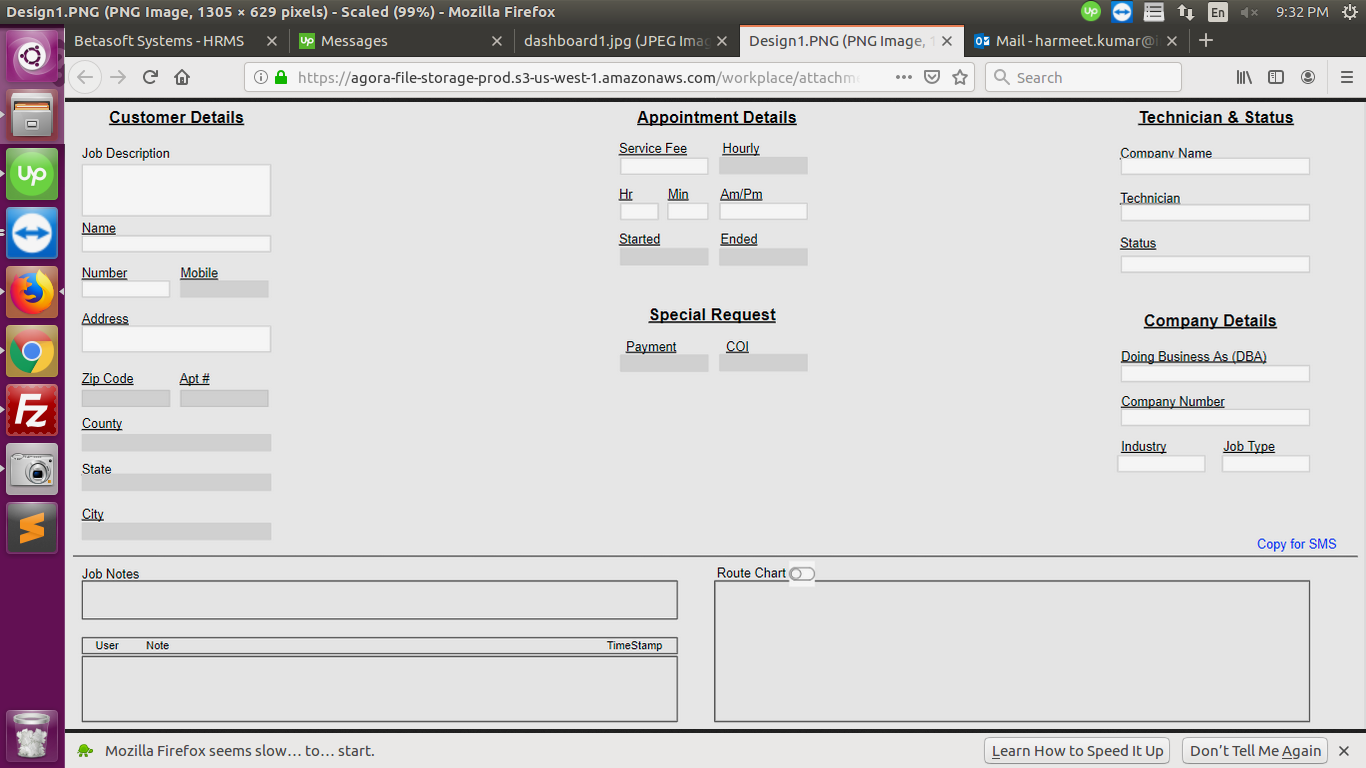 Design1.PNG (PNG Image, 1305 × 629 pixels) - Scaled (99%) - Mozilla Firefox
Up
En
9:32 PM
Betasoft Systems - HRMS
Up Messages
dashboard1.jpg (JPEG Imag
Design1.PNG (PNG Image, 1
Mail - harmeet.kumar@i
https://agora-file-storage-prod.s3-us-west-1.amazonaws.com/workplace/attachme
Search
Customer Details
Job Description
Name
Number Mobile
Address
Zip Code Apt #
County
State
City
Appointment Details
Service Fee Hourly
Hr Min Am/Pm
Started Ended
Special Request
Payment COI
Technician & Status
Company Name
Technician
Status
Company Details
Doing Business As (DBA)
Company Number
Industry Job Type
Copy for SMS
Job Notes
User Note TimeStamp
Route Chart
Up
Fz
Mozilla Firefox seems slow… to… start.
Learn How to Speed It Up
Don't Tell Me Again